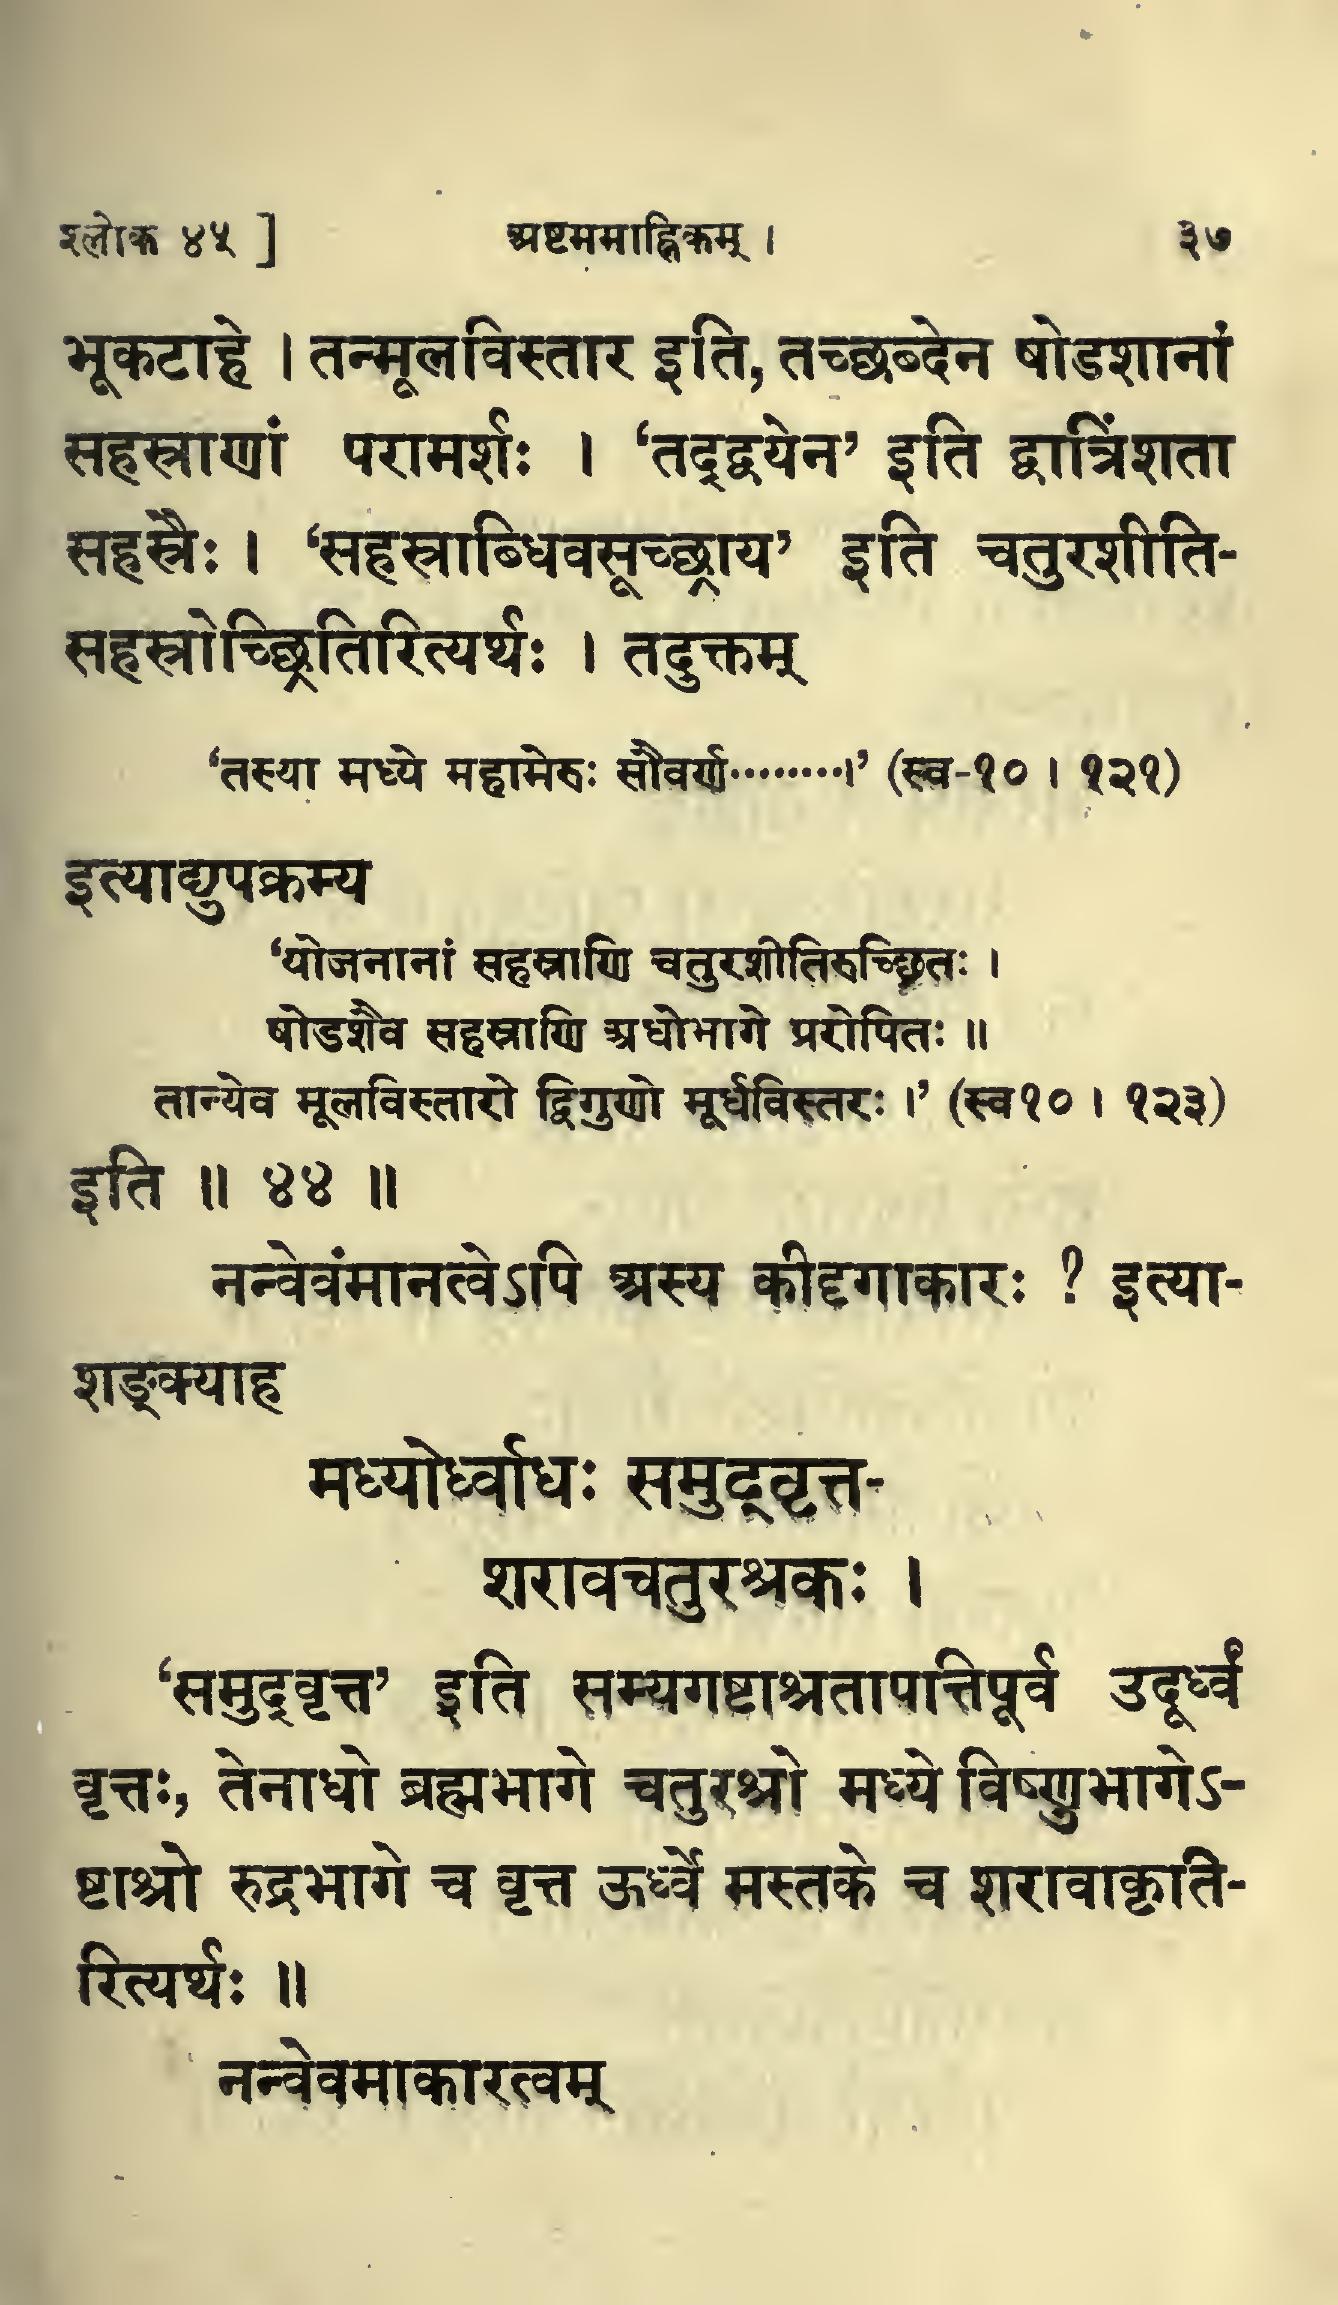 श्लोक ४५ ] अष्टममाह्निकम् । ३७
भूकटाहे । तन्मूलविस्तार इति, तच्छब्देन षोडशानां
सहस्राणां परामर्शः । ‘तद्द्वयेन’ इति द्वात्रिंशता
सहस्रैः । ‘सहस्राब्धिवसूच्छ्राय’ इति चतुरशीति-
सहस्रोच्छ्रितिरित्यर्थः । तदुक्तम्
‘तस्या मध्ये महामेरुः सौवर्ण.........।’ (स्व-१० । १२१)
इत्याद्युपक्रम्य
‘योजनानां सहस्राणि चतुरशीतिरुच्छ्रितः ।
षोडशैव सहस्राणि अधोभागे प्ररोपितः ॥
तान्येव मूलविस्तारो द्विगुणो मूर्धविस्तरः ।’ (स्व१० । १२३)
इति ॥ ४४ ॥
नन्वेवंमानत्वेऽपि अस्य कीदृगाकारः ? इत्या-
शङ्क्याह
मध्योर्ध्वाधः समुद्वृत्त-
शरावचतुरश्रकः ।
‘समुद्वृत्त’ इति सम्यगष्टाश्रतापत्तिपूर्वं उदूर्ध्वं
वृत्तः, तेनाधो ब्रह्मभागे चतुरश्रो मध्ये विष्णुभागेऽ-
ष्टाश्रो रुद्रभागे च वृत्त ऊर्ध्वे मस्तके च शरावाकृति-
रित्यर्थः ॥
नन्वेवमाकारत्वम्